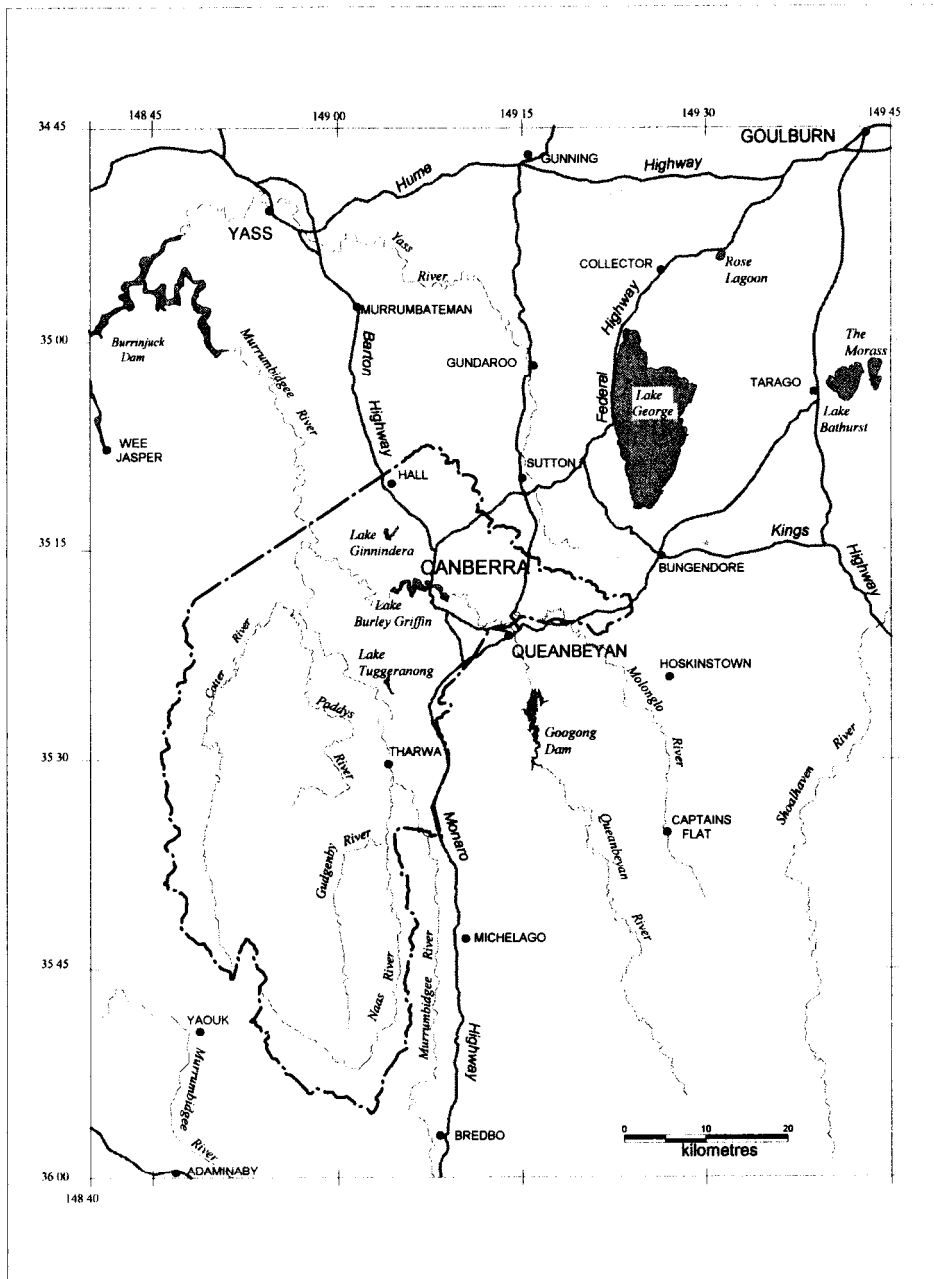 148 45
149 00
149 15
149 30
149 45
34 45
GOULBURN
GUNNING
Hume
Highway
YASS
Yass
River
COLLECTOR
Rose
Lagoon
Highway
MURRUMBATEMAN
35 00
Burrinjuck
Dam
Murrumbidgee
River
Barton
Highway
GUNDAROO
Federal
Lake
George
The
Morass
TARAGO
Lake
Bathurst
WEE
JASPER
HALL
SUTTON
35 15
Lake
Ginnindera
CANBERRA
Kings
Highway
BUNGENDORE
Lake
Burley Griffin
QUEANBEYAN
Cotter
River
Lake
Tuggeranong
HOSKINSTOWN
Molonglo
River
Paddys
River
Googong
Dam
THARWA
35 30
Shoalhaven
River
Monaro
CAPTAINS
FLAT
Gudgenby
River
Queanbeyan
River
MICHELAGO
35 45
Naas
River
Murrumbidgee
River
YAOUK
Murrumbidgee
River
Highway
BREDBO
0
10
20
kilometres
ADAMINABY
36 00
148 40